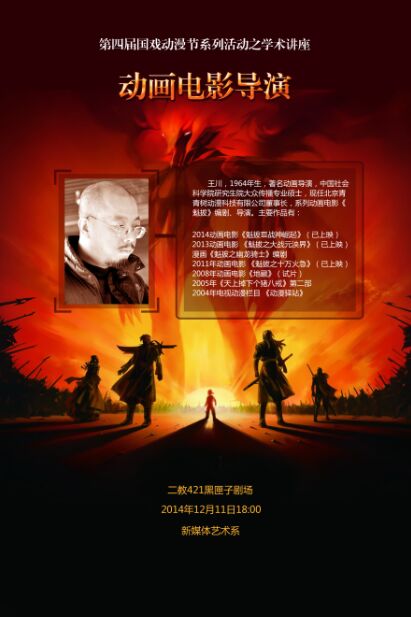 第四届国戏动漫节系列活动之学术讲座
动画电影导演
王川，1964年生，著名动画导演，中国社会
科学院研究生院大众传播专业硕士，现任北京青
青树动漫科技有限公司董事长，系列动画电影《
魁拔》编剧、导演。主要作品有：
2014动画电影《魁拔Ⅲ战神崛起》（已上映）
2013动画电影 《魁拔之大战元泱界》（已上映）
漫画《魁拔之幽龙骑士》编剧
2011年动画电影 《魁拔之十万火急》（已上映）
2008年动画电影《地藏》（试片）
2005年《天上掉下个猪八戒》第二部
2004年电视动漫栏目 《动漫驿站》
二教421黑匣子剧场
2014年12月11日18:00
新媒体艺术系